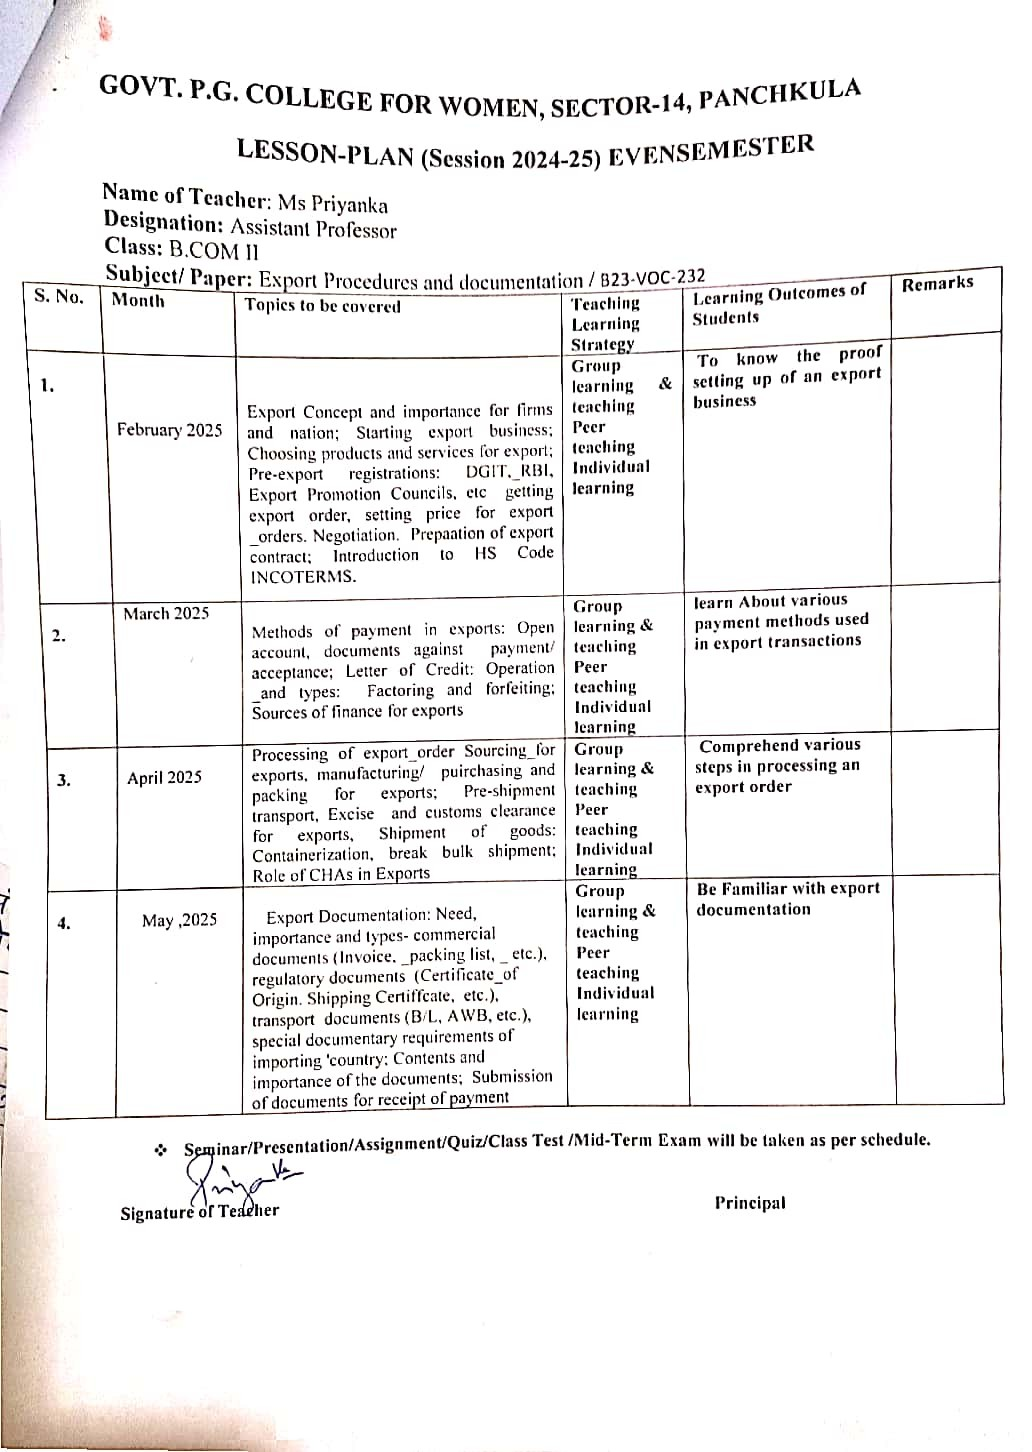 GOVT. P.G. COLLEGE FOR WOMEN, SECTOR-14, PANCHKULA
LESSON-PLAN (Session 2024-25) EVENSEMESTER
Name of Teacher: Ms Priyanka
Designation: Assistant Professor
Class: B.COM II
Subject/ Paper: Export Procedures and documentation / B23-VOC-232
S. No.
Month
Topics to be covered
Teaching
Learning
Strategy
Learning Outcomes of
Students
Remarks
1.
February 2025
Export Concept and importance for firms
and nation; Starting export business;
Choosing products and services for export;
Pre-export registrations: DGIT,_RBI,
Export Promotion Councils, etc getting
export order, setting price for export
_orders. Negotiation. Prepaation of export
contract; Introduction to HS Code
INCOTERMS.
Group
learning &
teaching
Peer
teaching
Individual
learning
To know the proof
setting up of an export
business
2.
March 2025
Methods of payment in exports: Open
account, documents against payment/
acceptance; Letter of Credit: Operation
_and types: Factoring and forfeiting;
Sources of finance for exports
Group
learning &
teaching
Peer
teaching
Individual
learning
learn About various
payment methods used
in export transactions
3.
April 2025
Processing of export_order Sourcing_for
exports, manufacturing/ puirchasing and
packing for exports; Pre-shipment
transport, Excise and customs clearance
for exports, Shipment of goods:
Containerization, break bulk shipment;
Role of CHAs in Exports
Group
learning &
teaching
Peer
teaching
Individual
learning
Comprehend various
steps in processing an
export order
4.
May ,2025
Export Documentation: Need,
importance and types- commercial
documents (Invoice, _packing list, _ etc.),
regulatory documents (Certificate_of
Origin. Shipping Certiffcate, etc.),
transport documents (B/L, AWB, etc.),
special documentary requirements of
importing 'country; Contents and
importance of the documents; Submission
of documents for receipt of payment
Group
learning &
teaching
Peer
teaching
Individual
learning
Be Familiar with export
documentation
❖ Seminar/Presentation/Assignment/Quiz/Class Test /Mid-Term Exam will be taken as per schedule.
Priyanka
Signature of Teacher
Principal